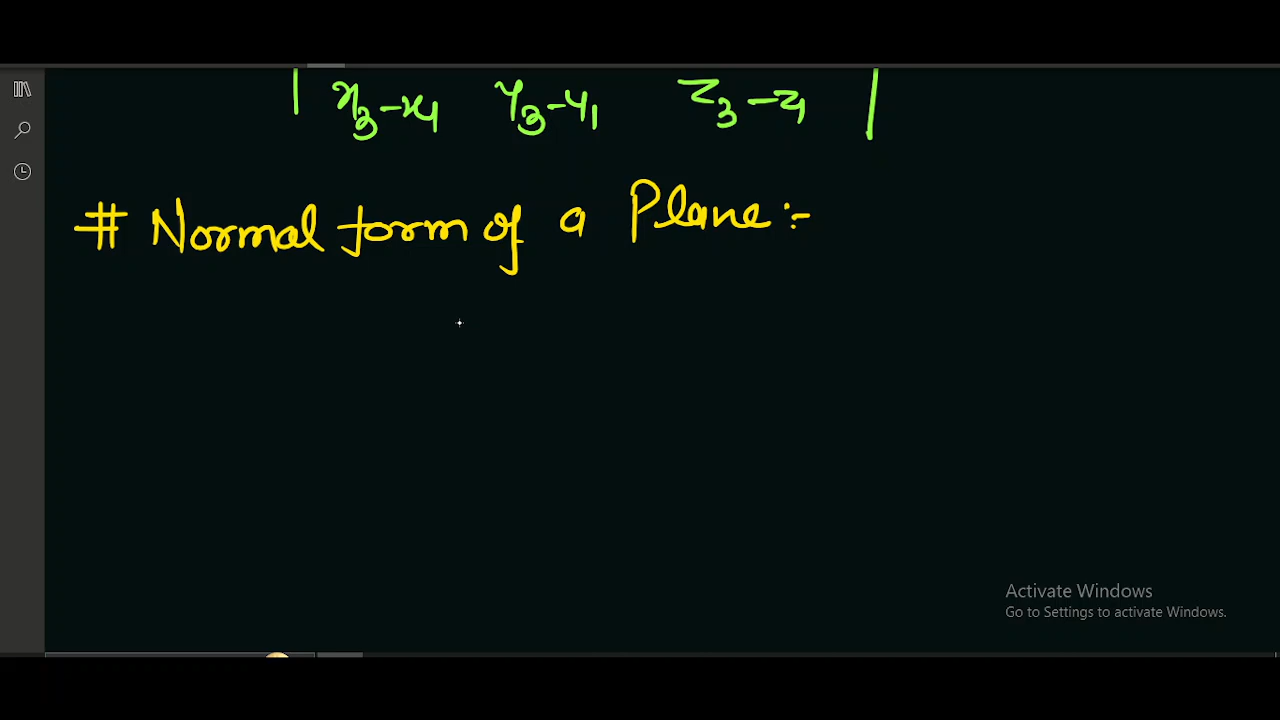 | x₃-x₁ y₃-y₁ z₃-z₁ |
# Normal form of a Plane:-
Activate Windows
Go to Settings to activate Windows.